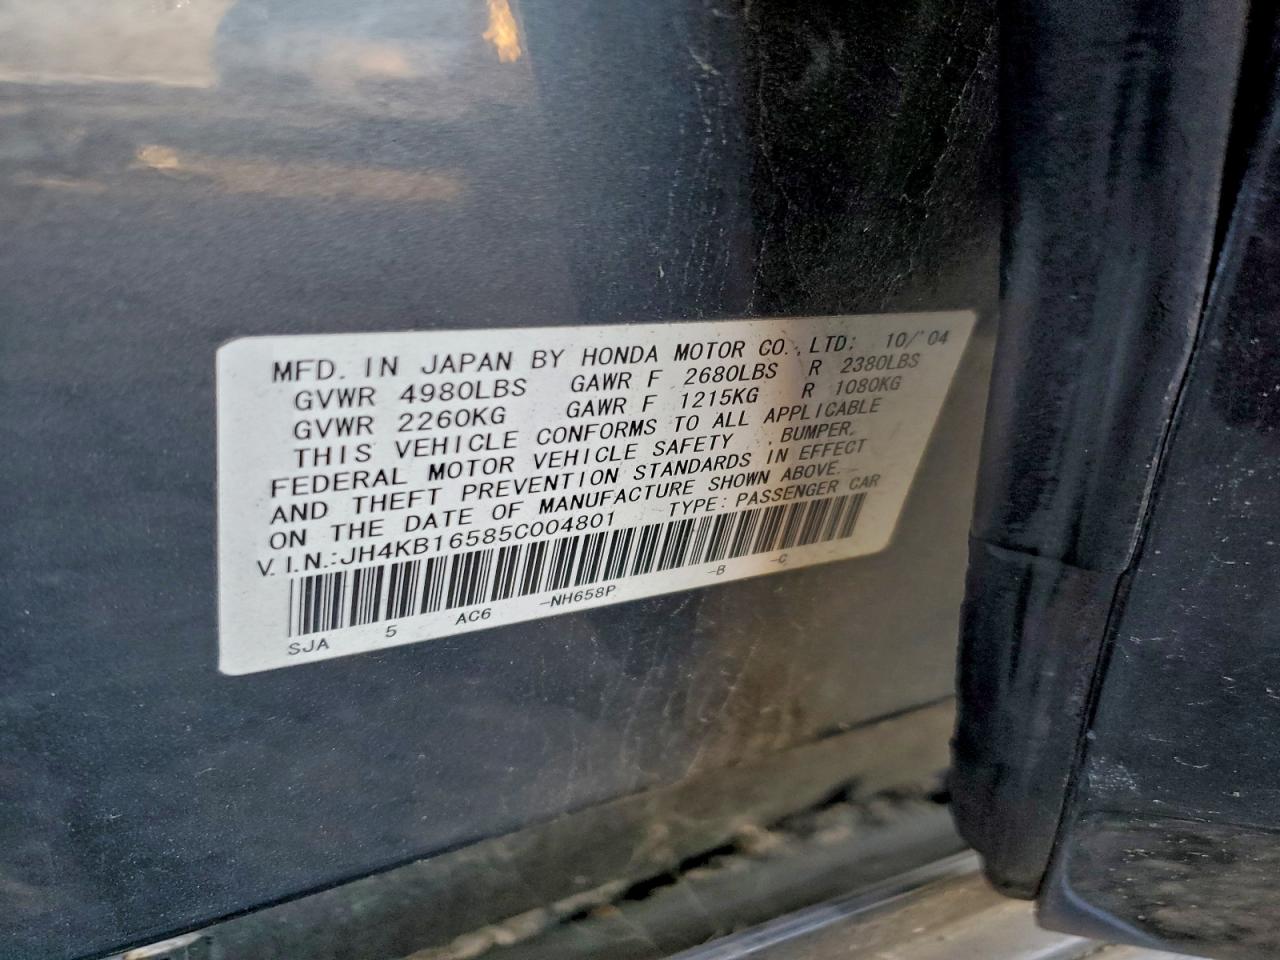 MFD. IN JAPAN BY HONDA MOTOR CO., LTD: 10/'04
GVWR 4980LBS GAWR F 2680LBS R 2380LBS
GVWR 2260KG GAWR F 1215KG R 1080KG
THIS VEHICLE CONFORMS TO ALL APPLICABLE
FEDERAL MOTOR VEHICLE SAFETY , BUMPER,
AND THEFT PREVENTION STANDARDS IN EFFECT
ON THE DATE OF MANUFACTURE SHOWN ABOVE.
V.I.N.:JH4KB16585C004801 TYPE: PASSENGER CAR
SJA 5 AC6 -NH658P -B -C